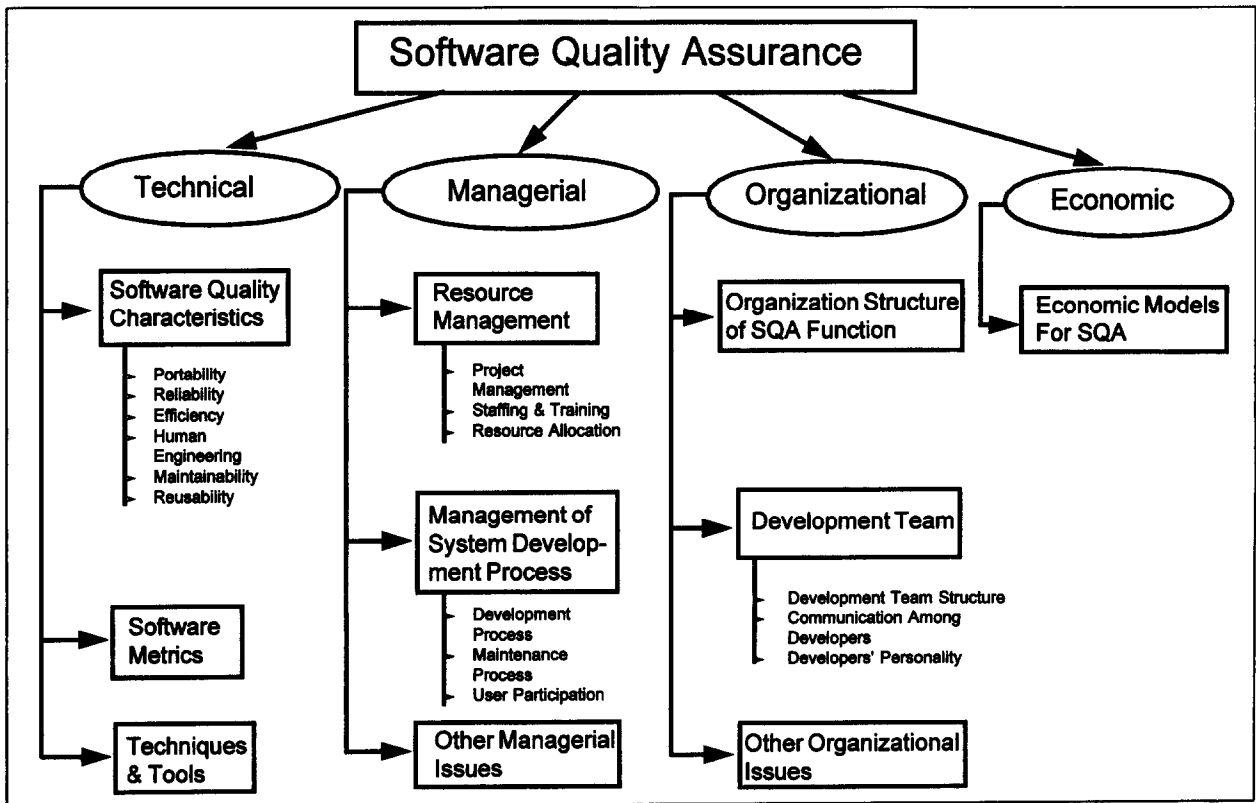 Software Quality Assurance
Technical
Software Quality
Characteristics
Portability
Reliability
Efficiency
Human
Engineering
Maintainability
Reusability
Software
Metrics
Techniques
& Tools
Managerial
Resource
Management
Project
Management
Staffing & Training
Resource Allocation
Management of
System Develop-
ment Process
Development
Process
Maintenance
Process
User Participation
Other Managerial
Issues
Organizational
Organization Structure
of SQA Function
Development Team
Development Team Structure
Communication Among
Developers
Developers' Personality
Other Organizational
Issues
Economic
Economic Models
For SQA